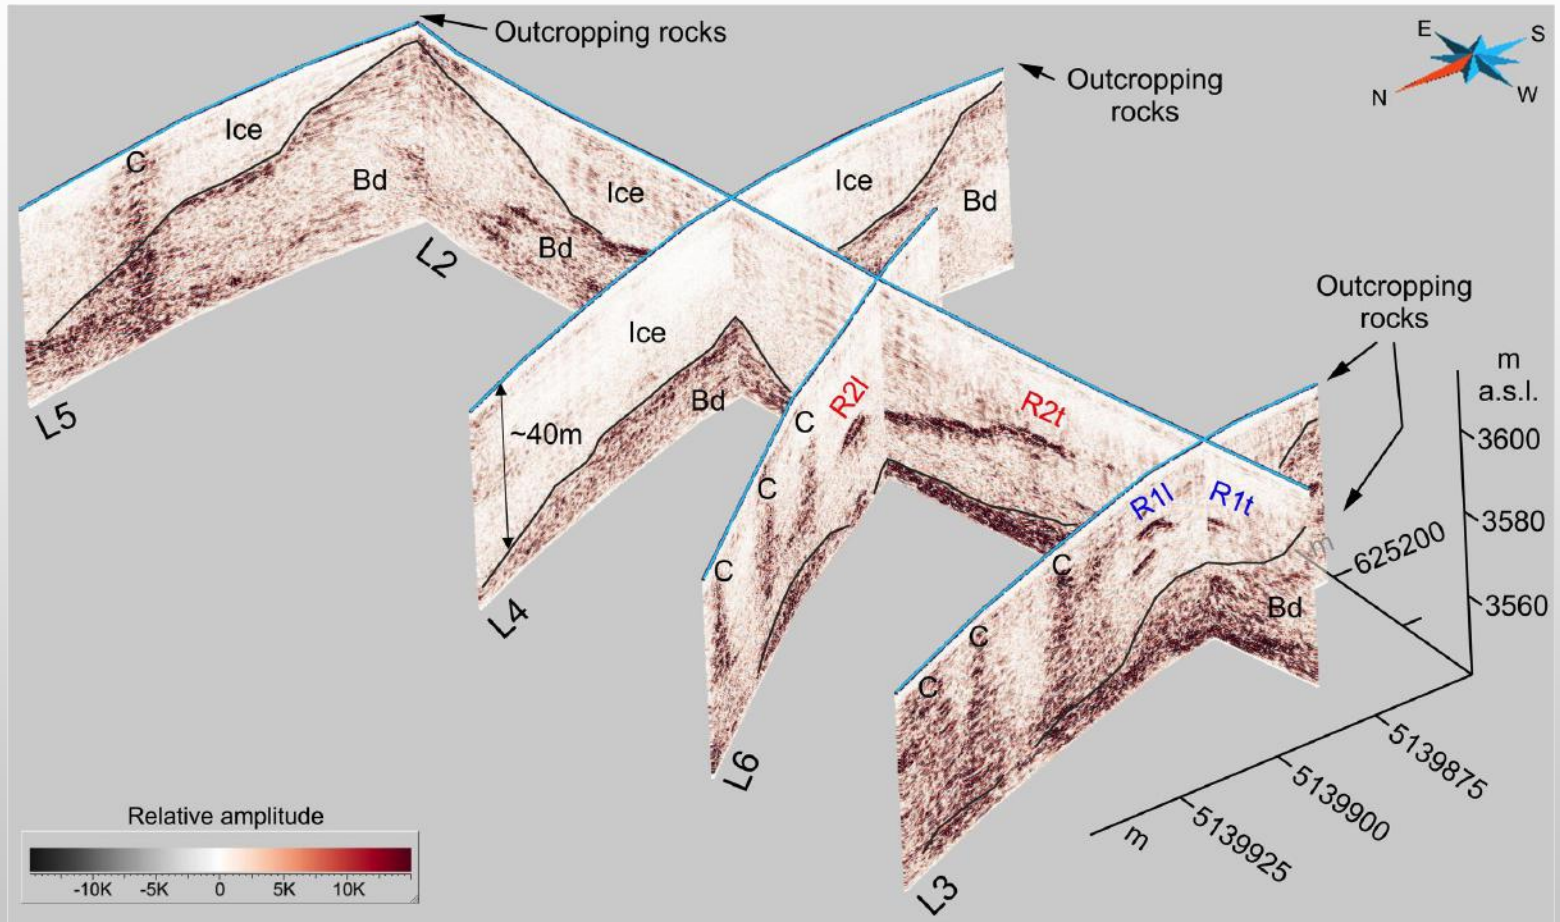 Outcropping rocks
E
S
N
W
Outcropping
rocks
Ice
C
Bd
Ice
Bd
L2
Ice
Bd
L5
Ice
Bd
~40m
L4
C
R2l
R2t
C
C
L6
Outcropping
rocks
m
a.s.l.
3600
3580
3560
R1l
R1t
C
C
C
Bd
L3
m
625200
5139875
5139900
5139925
m
Relative amplitude
-10K
-5K
0
5K
10K